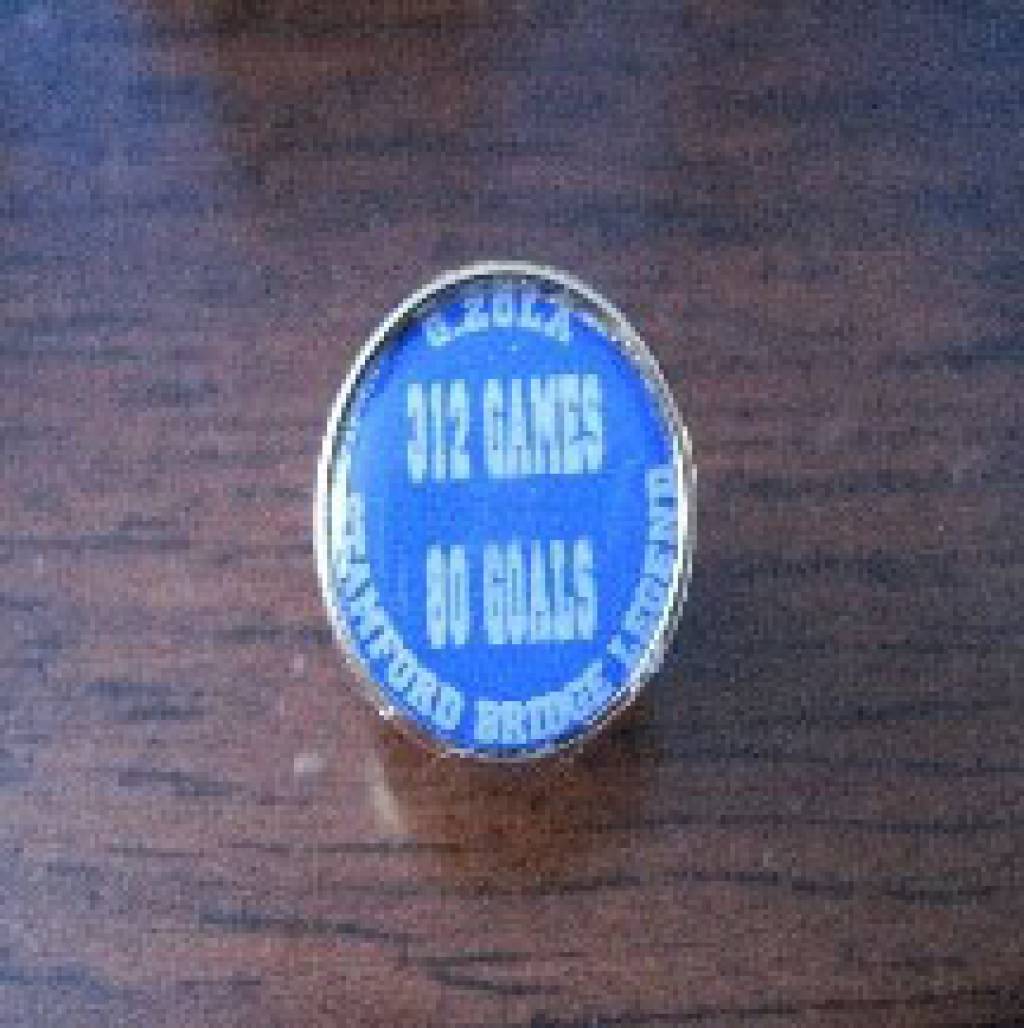 G.ZOLA
312 GAMES
80 GOALS
STAMFORD BRIDGE LEGEND